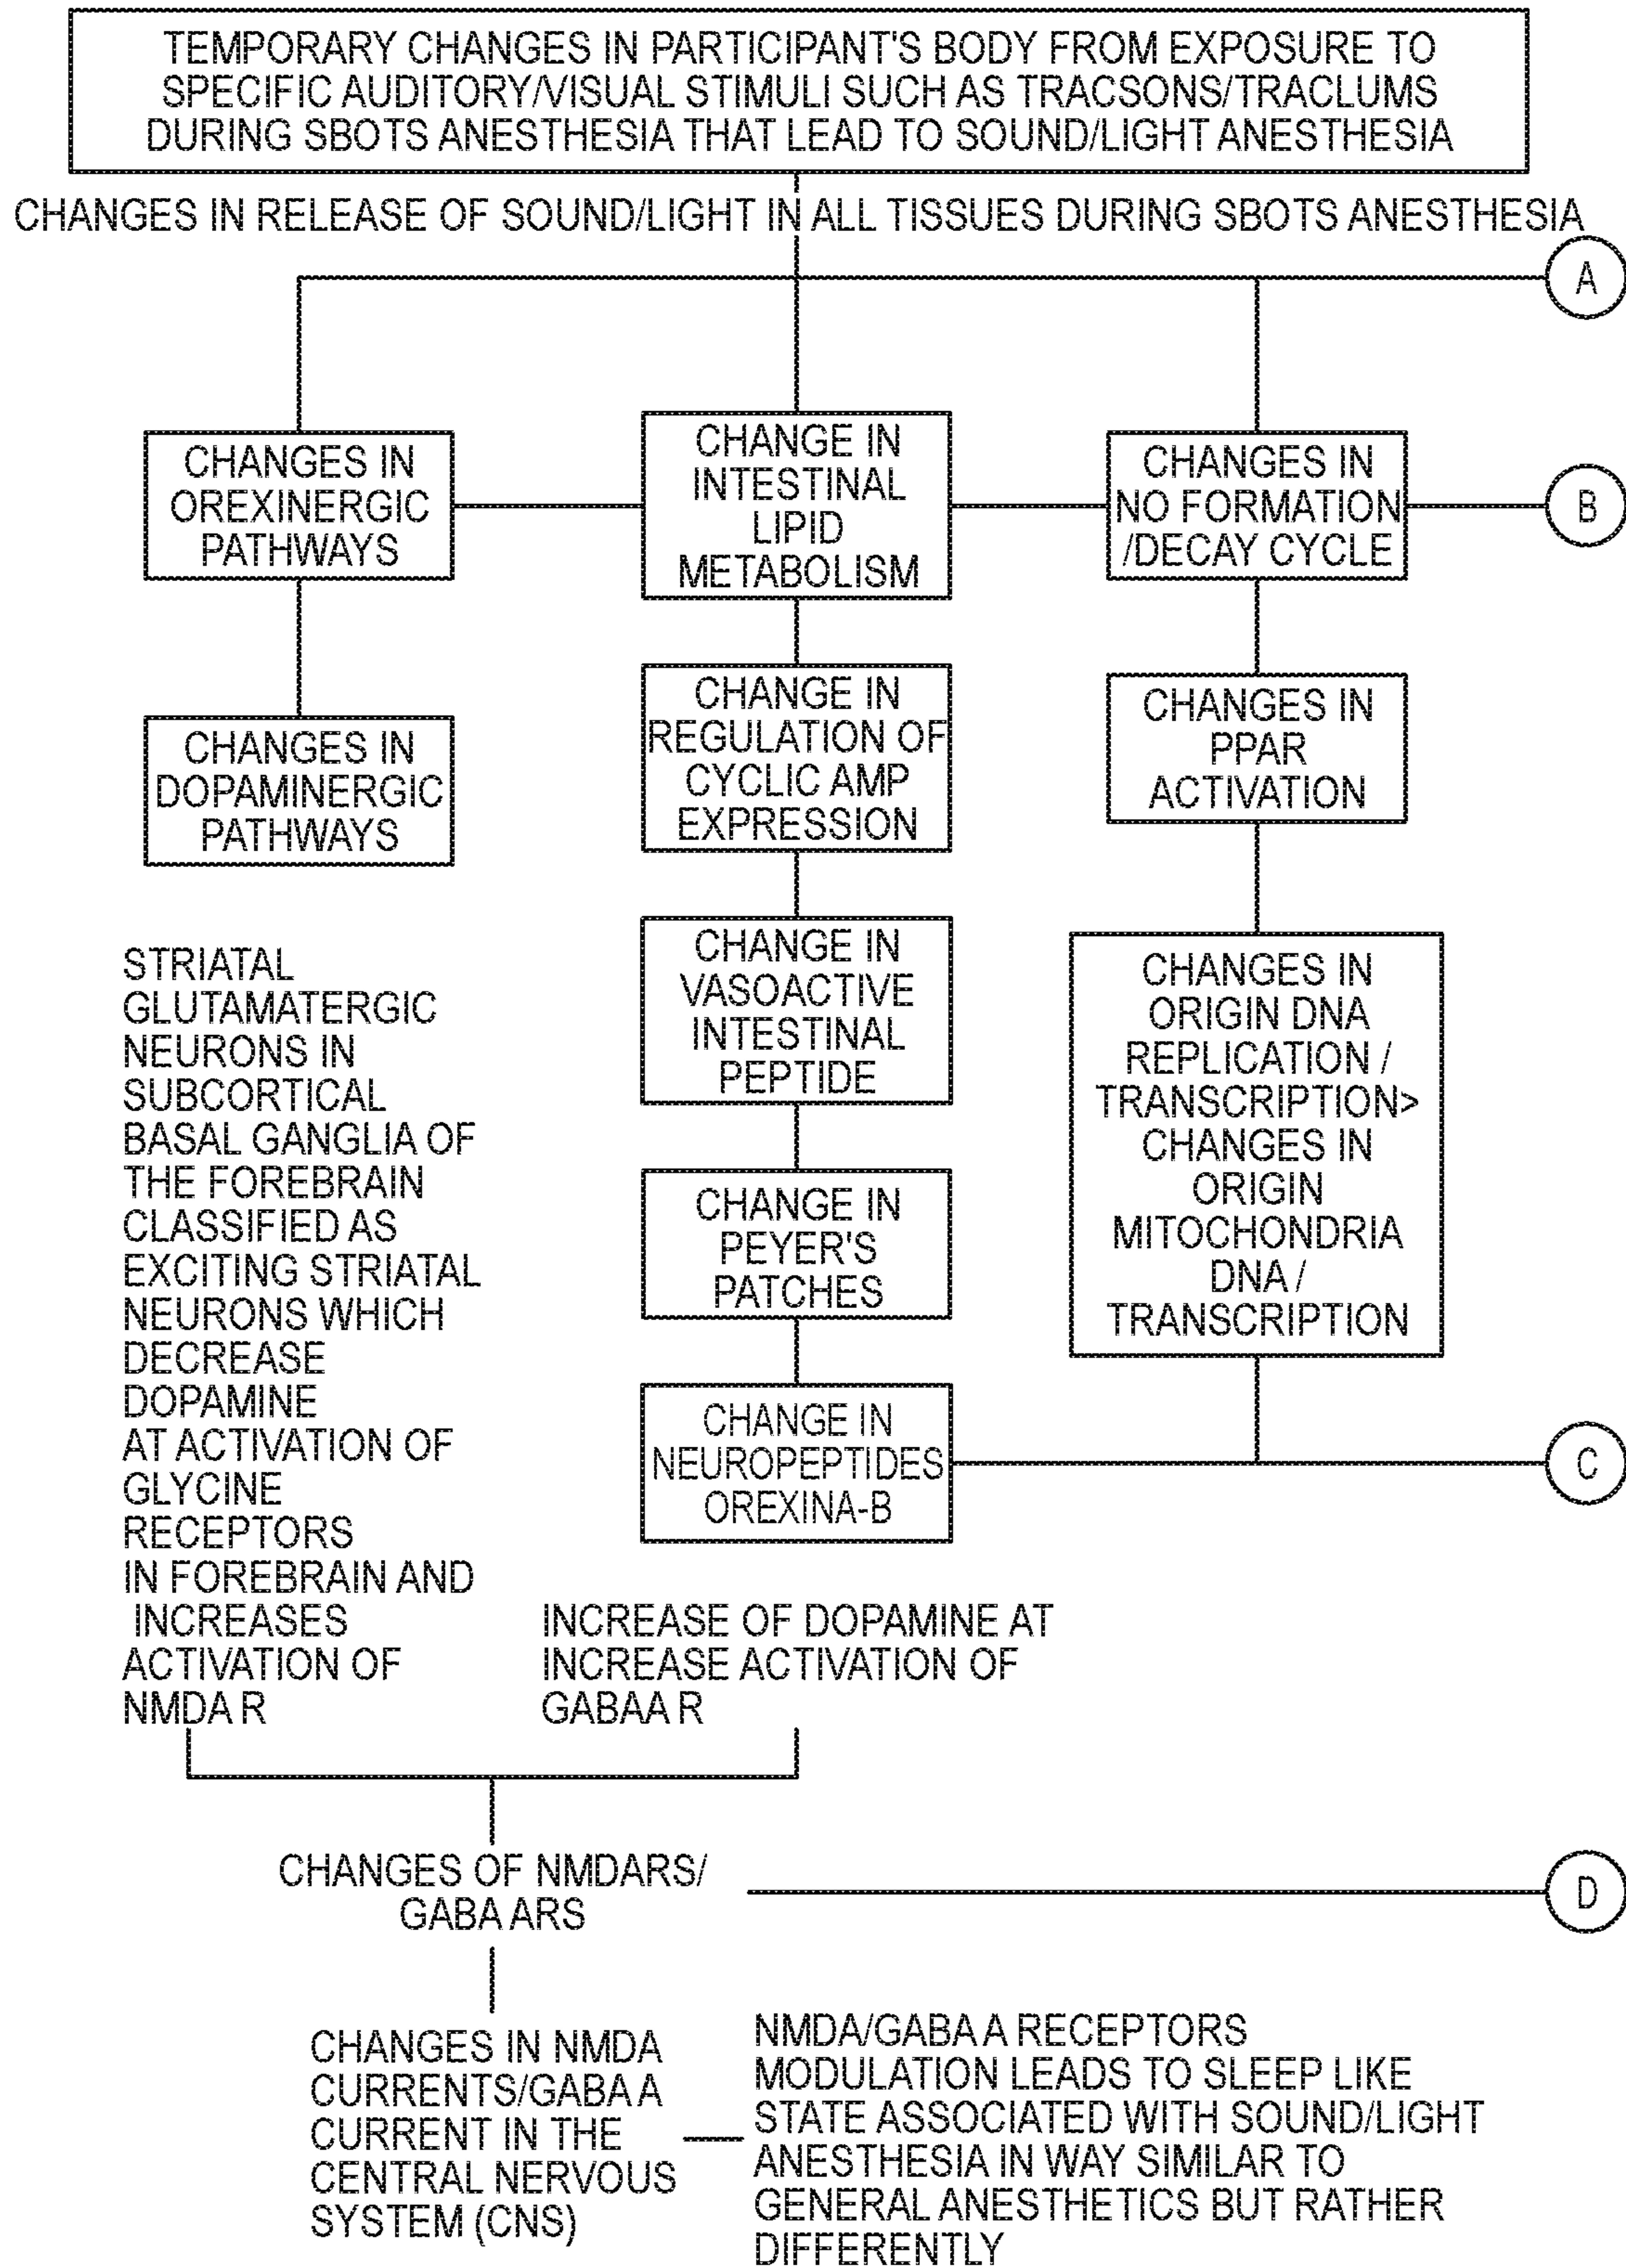 TEMPORARY CHANGES IN PARTICIPANT'S BODY FROM EXPOSURE TO
SPECIFIC AUDITORY/VISUAL STIMULI SUCH AS TRACSONS/TRACLUMS
DURING SBOTS ANESTHESIA THAT LEAD TO SOUND/LIGHT ANESTHESIA
CHANGES IN RELEASE OF SOUND/LIGHT IN ALL TISSUES DURING SBOTS ANESTHESIA
A
CHANGES IN
OREXINERGIC
PATHWAYS
CHANGE IN
INTESTINAL
LIPID
METABOLISM
CHANGES IN
NO FORMATION
/DECAY CYCLE
B
CHANGES IN
DOPAMINERGIC
PATHWAYS
CHANGE IN
REGULATION OF
CYCLIC AMP
EXPRESSION
CHANGES IN
PPAR
ACTIVATION
CHANGE IN
VASOACTIVE
INTESTINAL
PEPTIDE
CHANGES IN
ORIGIN DNA
REPLICATION /
TRANSCRIPTION>
CHANGES IN
ORIGIN
MITOCHONDRIA
DNA /
TRANSCRIPTION
CHANGE IN
PEYER'S
PATCHES
CHANGE IN
NEUROPEPTIDES
OREXINA-B
C
STRIATAL
GLUTAMATERGIC
NEURONS IN
SUBCORTICAL
BASAL GANGLIA OF
THE FOREBRAIN
CLASSIFIED AS
EXCITING STRIATAL
NEURONS WHICH
DECREASE
DOPAMINE
AT ACTIVATION OF
GLYCINE
RECEPTORS
IN FOREBRAIN AND
INCREASES
ACTIVATION OF
NMDA R
INCREASE OF DOPAMINE AT
INCREASE ACTIVATION OF
GABAA R
CHANGES OF NMDARS/
GABA ARS
D
CHANGES IN NMDA
CURRENTS/GABA A
CURRENT IN THE
CENTRAL NERVOUS
SYSTEM (CNS)
NMDA/GABA A RECEPTORS
MODULATION LEADS TO SLEEP LIKE
STATE ASSOCIATED WITH SOUND/LIGHT
ANESTHESIA IN WAY SIMILAR TO
GENERAL ANESTHETICS BUT RATHER
DIFFERENTLY